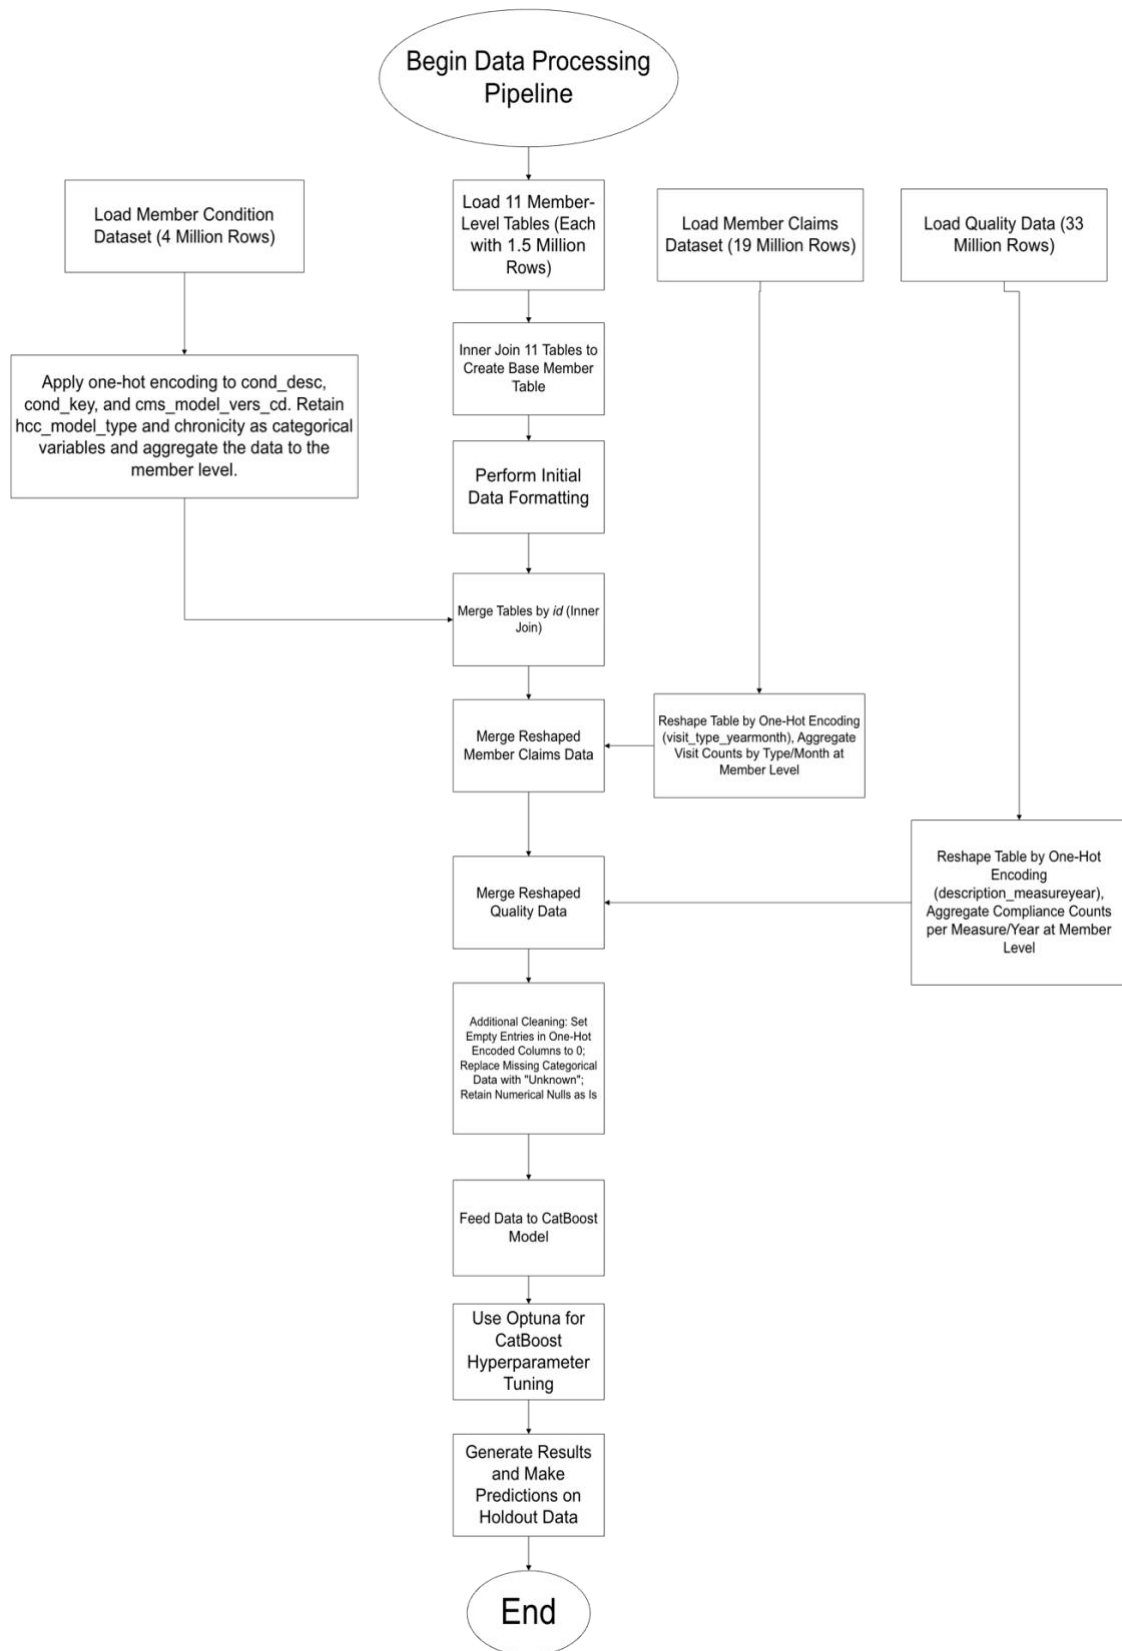 Begin Data Processing
Pipeline
Load Member Condition
Dataset (4 Million Rows)
Load 11 Member-
Level Tables (Each
with 1.5 Million
Rows)
Load Member Claims
Dataset (19 Million Rows)
Load Quality Data (33
Million Rows)
Inner Join 11 Tables to
Create Base Member
Table
Apply one-hot encoding to cond_desc,
cond_key, and cms_model_vers_cd. Retain
hcc_model_type and chronicity as categorical
variables and aggregate the data to the
member level.
Perform Initial
Data Formatting
Merge Tables by id (Inner
Join)
Merge Reshaped
Member Claims Data
Reshape Table by One-Hot Encoding
(visit_type_yearmonth), Aggregate
Visit Counts by Type/Month at
Member Level
Merge Reshaped
Quality Data
Reshape Table by One-Hot
Encoding
(description_measureyear),
Aggregate Compliance Counts
per Measure/Year at Member
Level
Additional Cleaning: Set
Empty Entries in One-Hot
Encoded Columns to 0;
Replace Missing Categorical
Data with "Unknown";
Retain Numerical Nulls as Is
Feed Data to CatBoost
Model
Use Optuna for
CatBoost
Hyperparameter
Tuning
Generate Results
and Make
Predictions on
Holdout Data
End